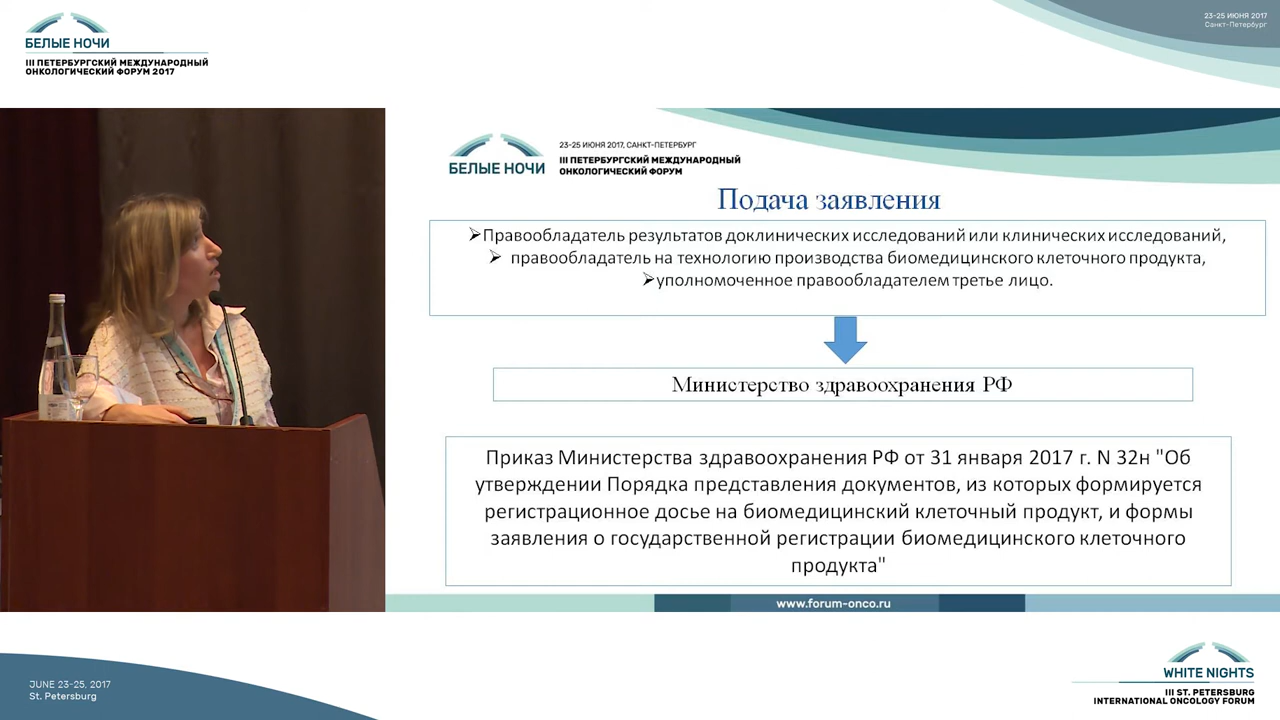 БЕЛЫЕ НОЧИ
III ПЕТЕРБУРГСКИЙ МЕЖДУНАРОДНЫЙ
ОНКОЛОГИЧЕСКИЙ ФОРУМ 2017
23-25 ИЮНЯ 2017
Санкт-Петербург
БЕЛЫЕ НОЧИ
23-25 ИЮНЯ 2017, САНКТ-ПЕТЕРБУРГ
III ПЕТЕРБУРГСКИЙ МЕЖДУНАРОДНЫЙ
ОНКОЛОГИЧЕСКИЙ ФОРУМ
Подача заявления
➢Правообладатель результатов доклинических исследований или клинических исследований,
➢ правообладатель на технологию производства биомедицинского клеточного продукта,
➢уполномоченное правообладателем третье лицо.
Министерство здравоохранения РФ
Приказ Министерства здравоохранения РФ от 31 января 2017 г. N 32н "Об
утверждении Порядка представления документов, из которых формируется
регистрационное досье на биомедицинский клеточный продукт, и формы
заявления о государственной регистрации биомедицинского клеточного
продукта"
www.forum-onco.ru
JUNE 23-25, 2017
St. Petersburg
WHITE NIGHTS
III ST. PETERSBURG
INTERNATIONAL ONCOLOGY FORUM